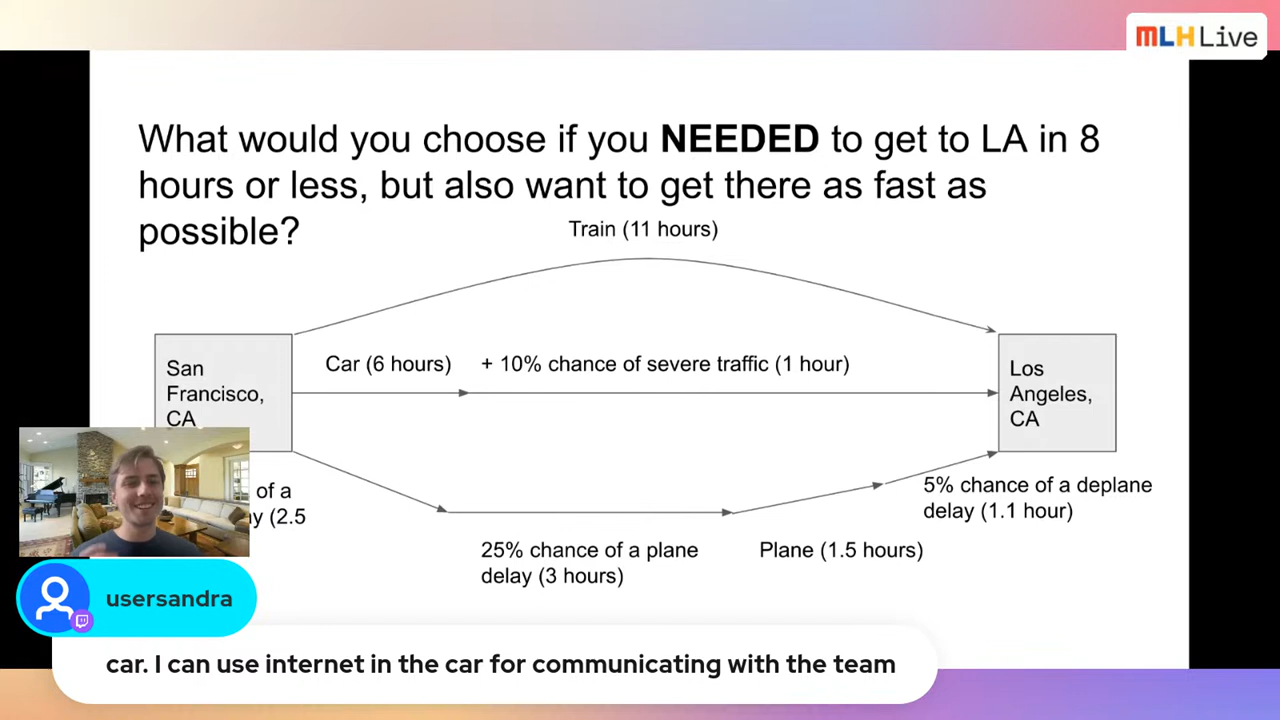 MLH Live
What would you choose if you NEEDED to get to LA in 8
hours or less, but also want to get there as fast as
possible?
Train (11 hours)
San
Francisco,
CA
Car (6 hours)
+ 10% chance of severe traffic (1 hour)
Los
Angeles,
CA
of a
(2.5
25% chance of a plane
delay (3 hours)
Plane (1.5 hours)
5% chance of a deplane
delay (1.1 hour)
usersandra
car. I can use internet in the car for communicating with the team